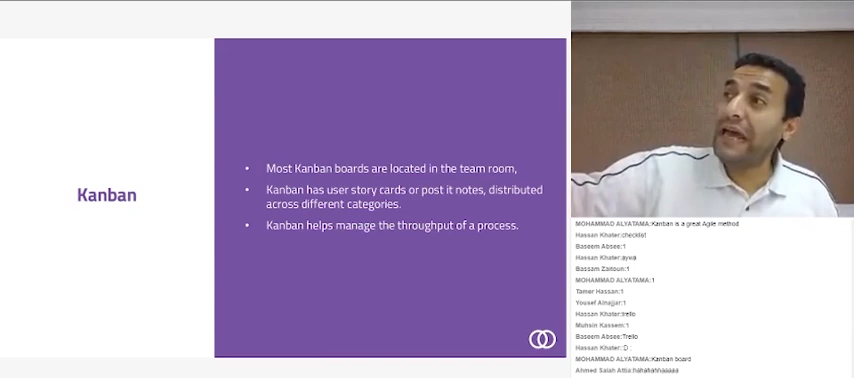 Kanban
• Most Kanban boards are located in the team room,
• Kanban has user story cards or post it notes, distributed
across different categories.
• Kanban helps manage the throughput of a process.
MOHAMMAD ALYATAMA:Kanban is a great Agile method
Hassan Khater:checklist
Baseem Absee:1
Hassan Khater:aywa
Bassam Zaitoun:1
MOHAMMAD ALYATAMA:1
Tamer Hassan:1
Yousef Alnajjar:1
Hassan Khater:trello
Muhsin Kassem:1
Baseem Absee:Trello
Hassan Khater:D :
MOHAMMAD ALYATAMA:Kanban board
Ahmed Salah Attia:hahahahhaaaaa